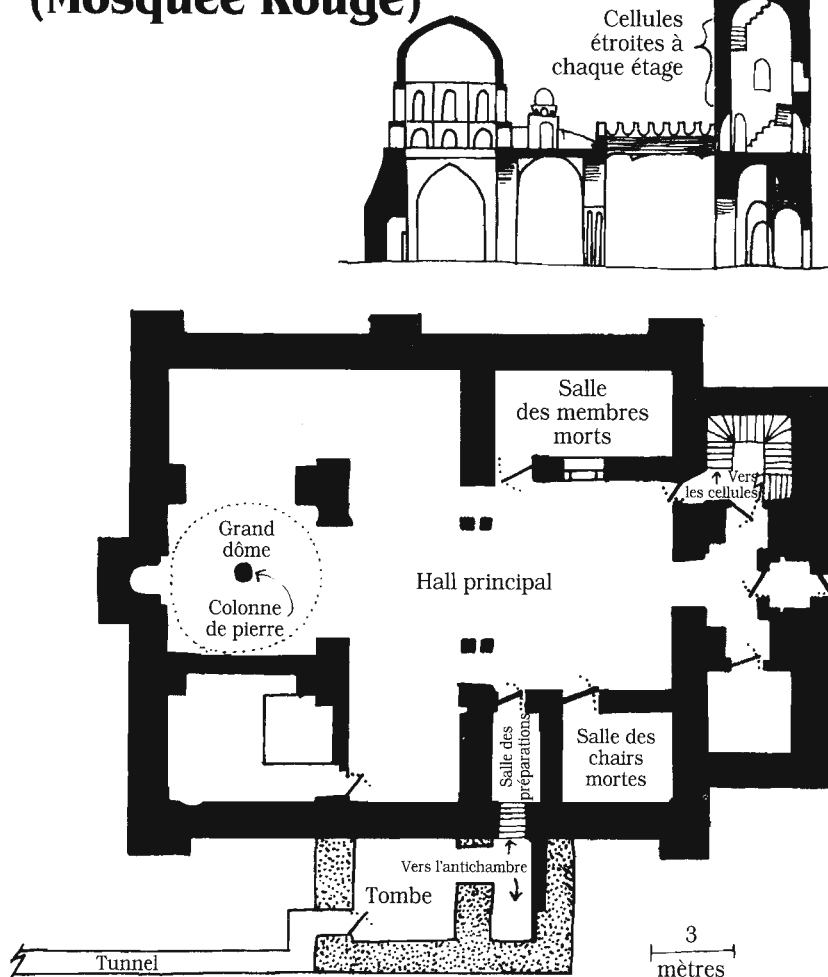 (Mosquée Rouge)
Cellules
étroites à
chaque étage
Salle
des membres
morts
Vers
les cellules
Grand
dôme
Colonne
de pierre
Hall principal
Salle des
préparations
Salle des
chairs
mortes
Vers l'antichambre
Tombe
Tunnel
3
mètres